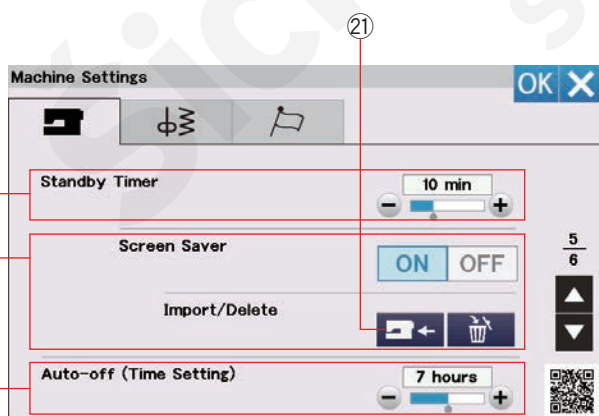 21
Machine Settings
OK
Standby Timer
10 min
Screen Saver
ON OFF
5
6
Import/Delete
Auto-off (Time Setting)
7 hours